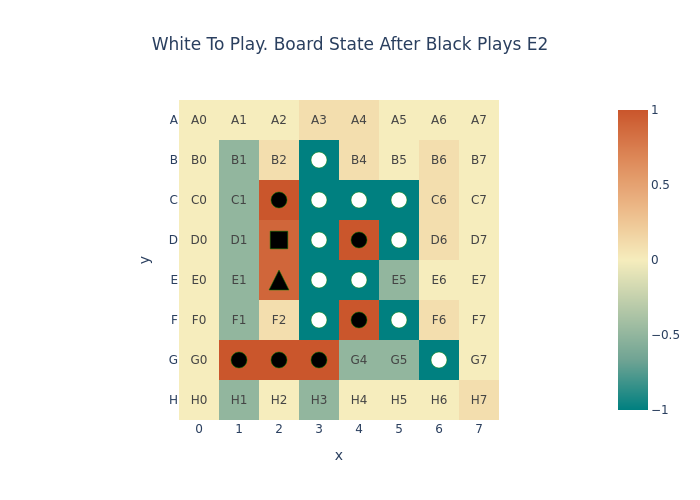 White To Play. Board State After Black Plays E2
A A0 A1 A2 A3 A4 A5 A6 A7 1
B B0 B1 B2 B4 B5 B6 B7
C C0 C1 C6 C7 0.5
D D0 D1 D6 D7
y 0
E E0 E1 E5 E6 E7
F F0 F1 F2 F6 F7 −0.5
G G0 G4 G5 G7
H H0 H1 H2 H3 H4 H5 H6 H7 −1
0 1 2 3 4 5 6 7
x